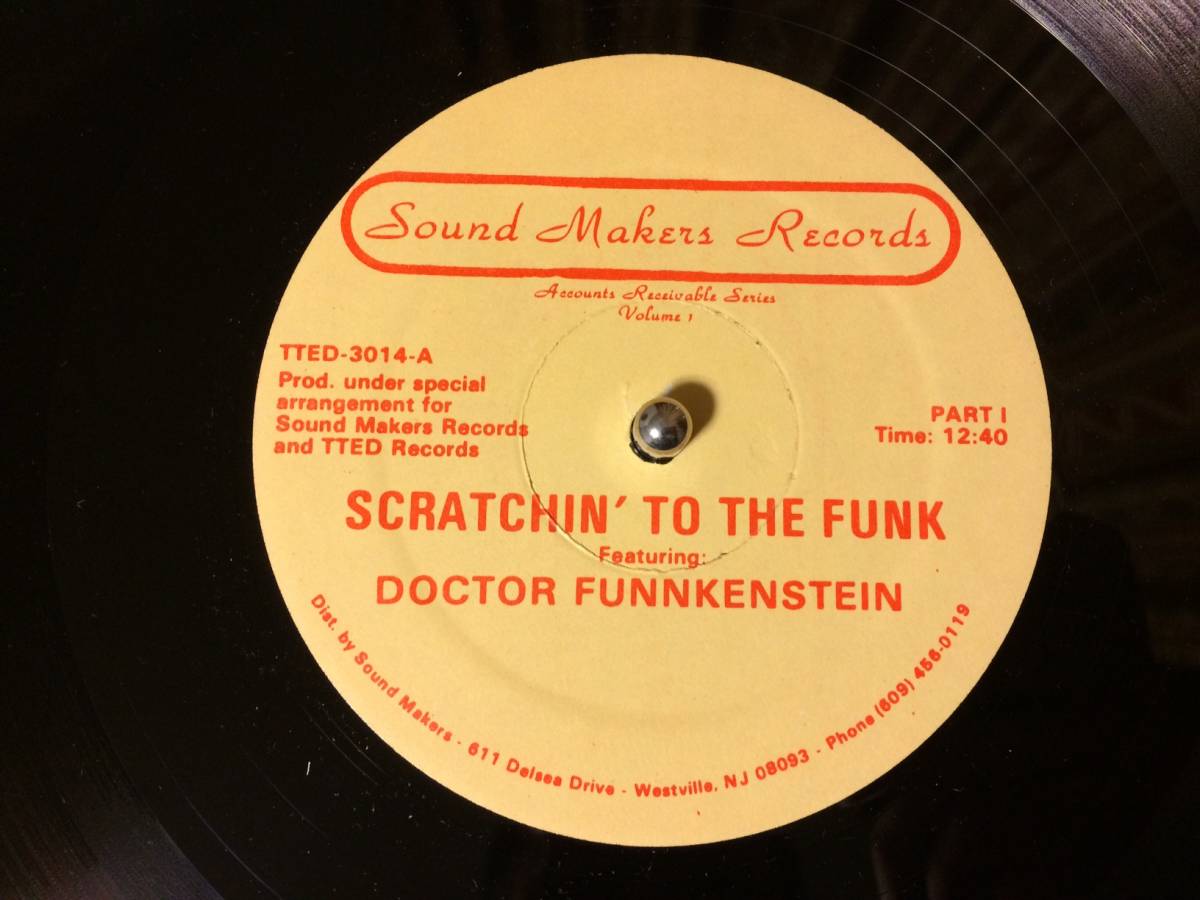 Sound Makers Records
Accounts Receivable Series
Volume 1
TTED-3014-A
Prod. under special
arrangement for
Sound Makers Records
and TTED Records
PART I
Time: 12:40
SCRATCHIN' TO THE FUNK
Featuring:
DOCTOR FUNNKENSTEIN
Dist. by Sound Makers - 611 Delsea Drive - Westville, NJ 08093 - Phone (609) 456-0119